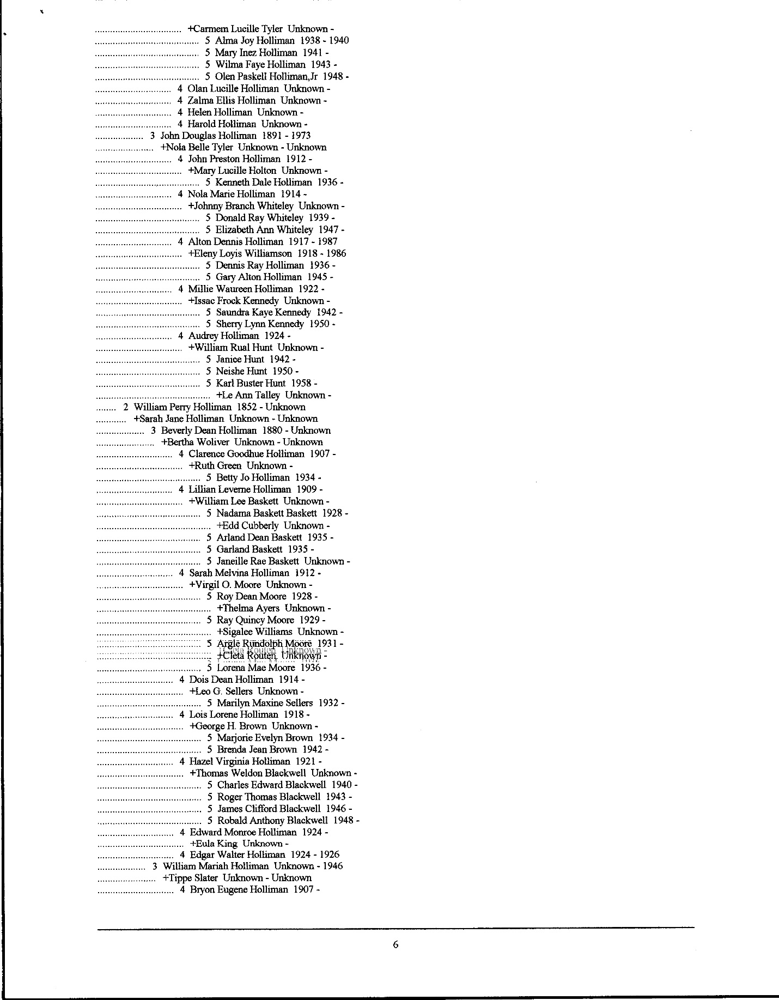 ................................. +Carmem Lucille Tyler Unknown -
........................................ 5 Alma Joy Holliman 1938 - 1940
........................................ 5 Mary Inez Holliman 1941 -
........................................ 5 Wilma Faye Holliman 1943 -
........................................ 5 Olen Paskell Holliman,Jr 1948 -
............................. 4 Olan Lucille Holliman Unknown -
............................. 4 Zalma Ellis Holliman Unknown -
............................. 4 Helen Holliman Unknown -
............................. 4 Harold Holliman Unknown -
................... 3 John Douglas Holliman 1891 - 1973
....................... +Nola Belle Tyler Unknown - Unknown
............................. 4 John Preston Holliman 1912 -
................................. +Mary Lucille Holton Unknown -
........................................ 5 Kenneth Dale Holliman 1936 -
............................. 4 Nola Marie Holliman 1914 -
................................. +Johnny Branch Whiteley Unknown -
........................................ 5 Donald Ray Whiteley 1939 -
........................................ 5 Elizabeth Ann Whiteley 1947 -
............................. 4 Alton Dennis Holliman 1917 - 1987
................................. +Eleny Loyis Williamson 1918 - 1986
........................................ 5 Dennis Ray Holliman 1936 -
........................................ 5 Gary Alton Holliman 1945 -
............................. 4 Millie Waureen Holliman 1922 -
................................. +Issac Frock Kennedy Unknown -
........................................ 5 Saundra Kaye Kennedy 1942 -
........................................ 5 Sherry Lynn Kennedy 1950 -
............................. 4 Audrey Holliman 1924 -
................................. +William Rual Hunt Unknown -
........................................ 5 Janice Hunt 1942 -
........................................ 5 Neishe Hunt 1950 -
........................................ 5 Karl Buster Hunt 1958 -
............................................ +Le Ann Talley Unknown -
........ 2 William Perry Holliman 1852 - Unknown
............ +Sarah Jane Holliman Unknown - Unknown
................... 3 Beverly Dean Holliman 1880 - Unknown
....................... +Bertha Woliver Unknown - Unknown
............................. 4 Clarence Goodhue Holliman 1907 -
................................. +Ruth Green Unknown -
........................................ 5 Betty Jo Holliman 1934 -
............................. 4 Lillian Leverne Holliman 1909 -
................................. +William Lee Baskett Unknown -
........................................ 5 Nadama Baskett Baskett 1928 -
............................................ +Edd Cubberly Unknown -
........................................ 5 Arland Dean Baskett 1935 -
........................................ 5 Garland Baskett 1935 -
........................................ 5 Janeille Rae Baskett Unknown -
............................. 4 Sarah Melvina Holliman 1912 -
................................. +Virgil O. Moore Unknown -
........................................ 5 Roy Dean Moore 1928 -
............................................ +Thelma Ayers Unknown -
........................................ 5 Ray Quincy Moore 1929 -
............................................ +Sigalee Williams Unknown -
........................................ 5 Argle Rundolph Moore 1931 -
............................................ +Cleta Routen Unknown -
........................................ 5 Lorena Mae Moore 1936 -
............................. 4 Dois Dean Holliman 1914 -
................................. +Leo G. Sellers Unknown -
........................................ 5 Marilyn Maxine Sellers 1932 -
............................. 4 Lois Lorene Holliman 1918 -
................................. +George H. Brown Unknown -
........................................ 5 Marjorie Evelyn Brown 1934 -
........................................ 5 Brenda Jean Brown 1942 -
............................. 4 Hazel Virginia Holliman 1921 -
................................. +Thomas Weldon Blackwell Unknown -
........................................ 5 Charles Edward Blackwell 1940 -
........................................ 5 Roger Thomas Blackwell 1943 -
........................................ 5 James Clifford Blackwell 1946 -
........................................ 5 Robald Anthony Blackwell 1948 -
............................. 4 Edward Monroe Holliman 1924 -
................................. +Eula King Unknown -
............................. 4 Edgar Walter Holliman 1924 - 1926
................... 3 William Mariah Holliman Unknown - 1946
....................... +Tippe Slater Unknown - Unknown
............................. 4 Bryon Eugene Holliman 1907 -
6